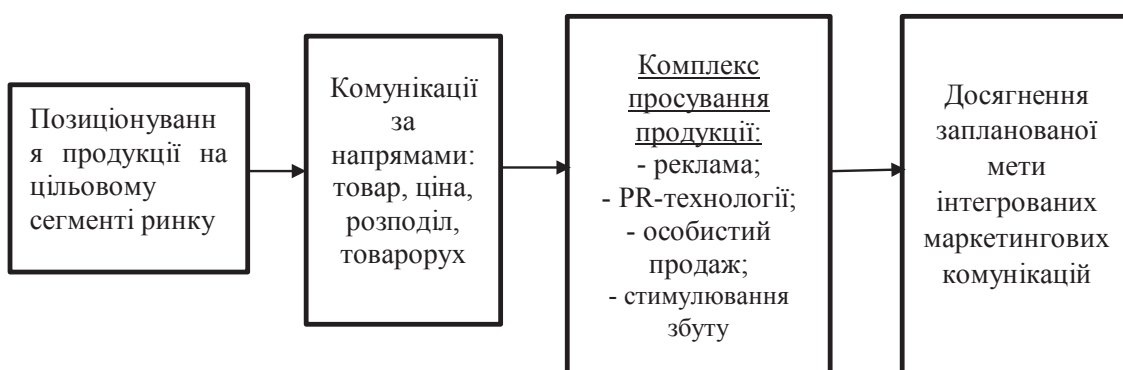 Позиціонуванн
я продукції на
цільовому
сегменті ринку
Комунікації
за
напрямами:
товар, ціна,
розподіл,
товарорух
Комплекс
просування
продукції:
- реклама;
- PR-технології;
- особистий
продаж;
- стимулювання
збуту
Досягнення
запланованої
мети
інтегрованих
маркетингових
комунікацій